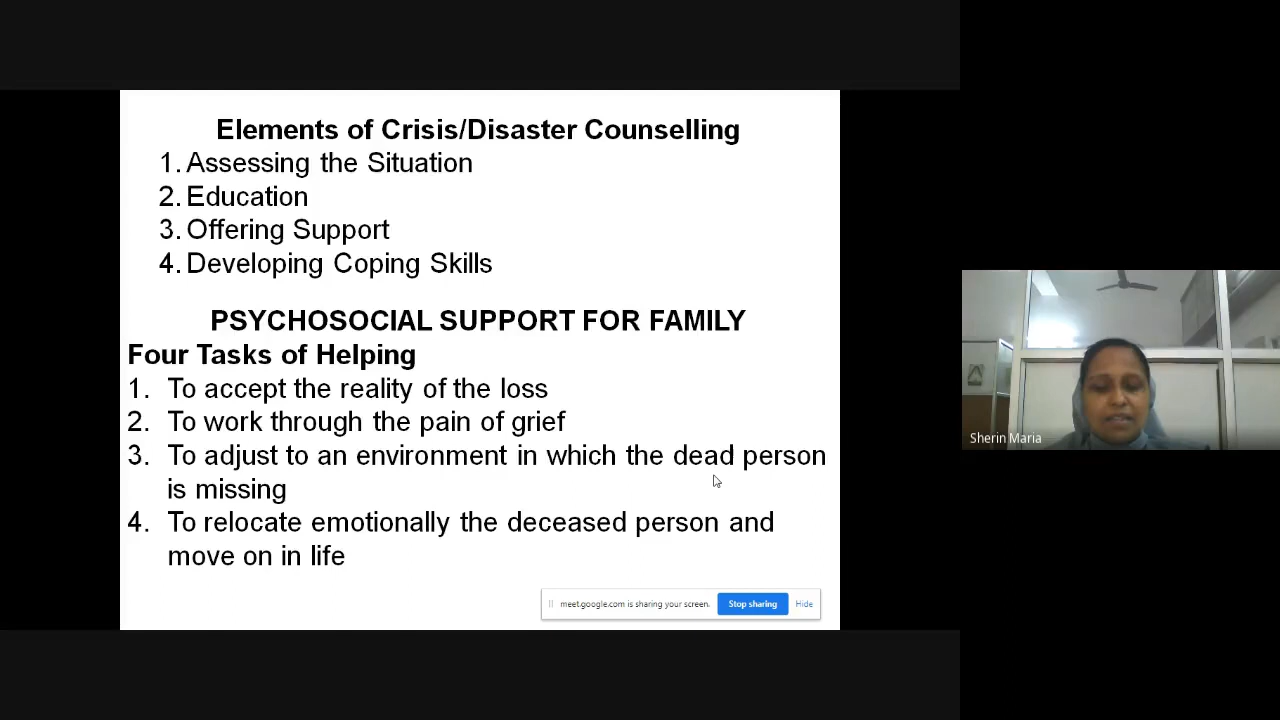 Elements of Crisis/Disaster Counselling
1. Assessing the Situation
2. Education
3. Offering Support
4. Developing Coping Skills
PSYCHOSOCIAL SUPPORT FOR FAMILY
Four Tasks of Helping
1. To accept the reality of the loss
2. To work through the pain of grief
3. To adjust to an environment in which the dead person
is missing
4. To relocate emotionally the deceased person and
move on in life
meet.google.com is sharing your screen.
Stop sharing
Hide
Sherin Maria